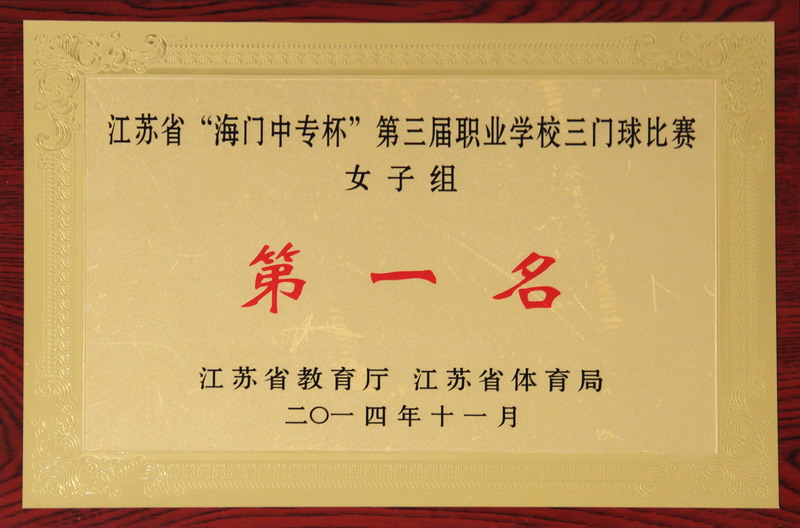 江苏省“海门中专杯”第三届职业学校三门球比赛
女子组
第一名
江苏省教育厅 江苏省体育局
二〇一四年十一月